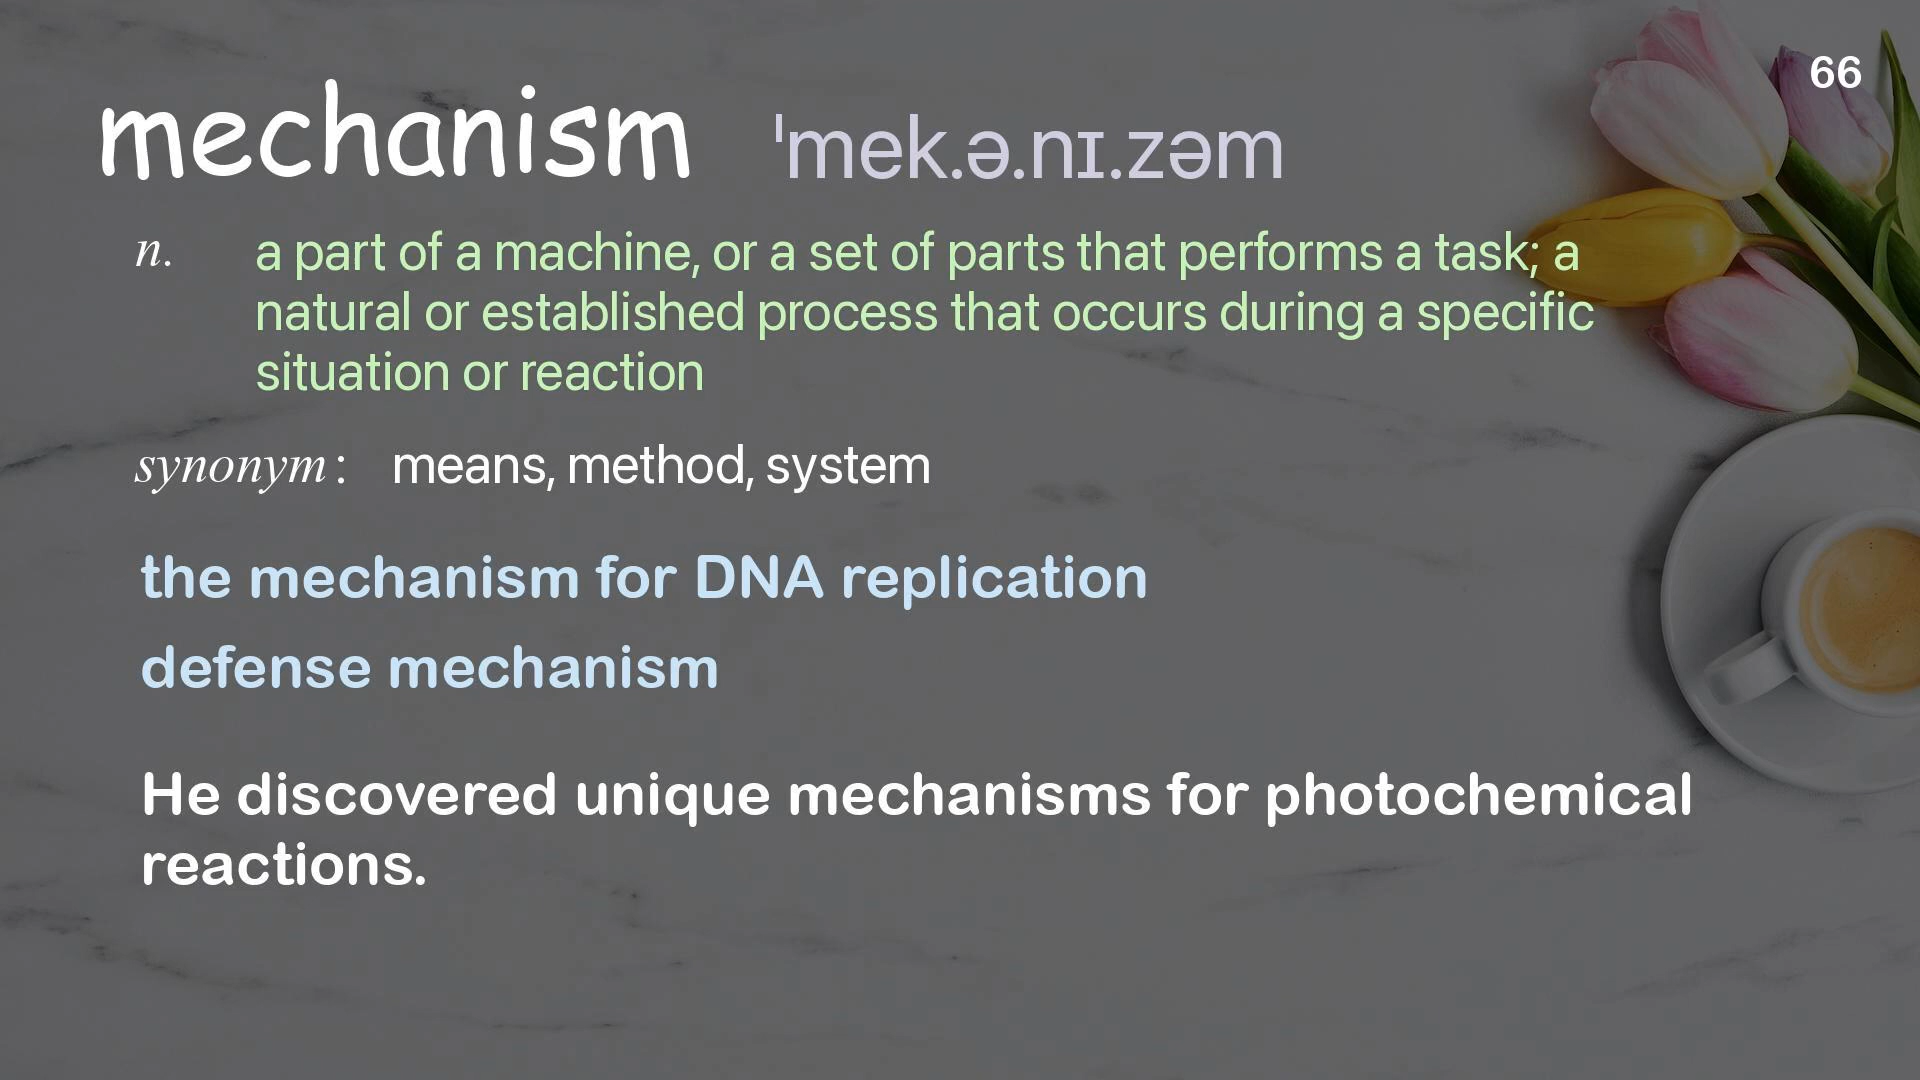 66
mechanism ˈmek.ə.nɪ.zəm
n. a part of a machine, or a set of parts that performs a task; a
natural or established process that occurs during a specific
situation or reaction
synonym: means, method, system
the mechanism for DNA replication
defense mechanism
He discovered unique mechanisms for photochemical
reactions.